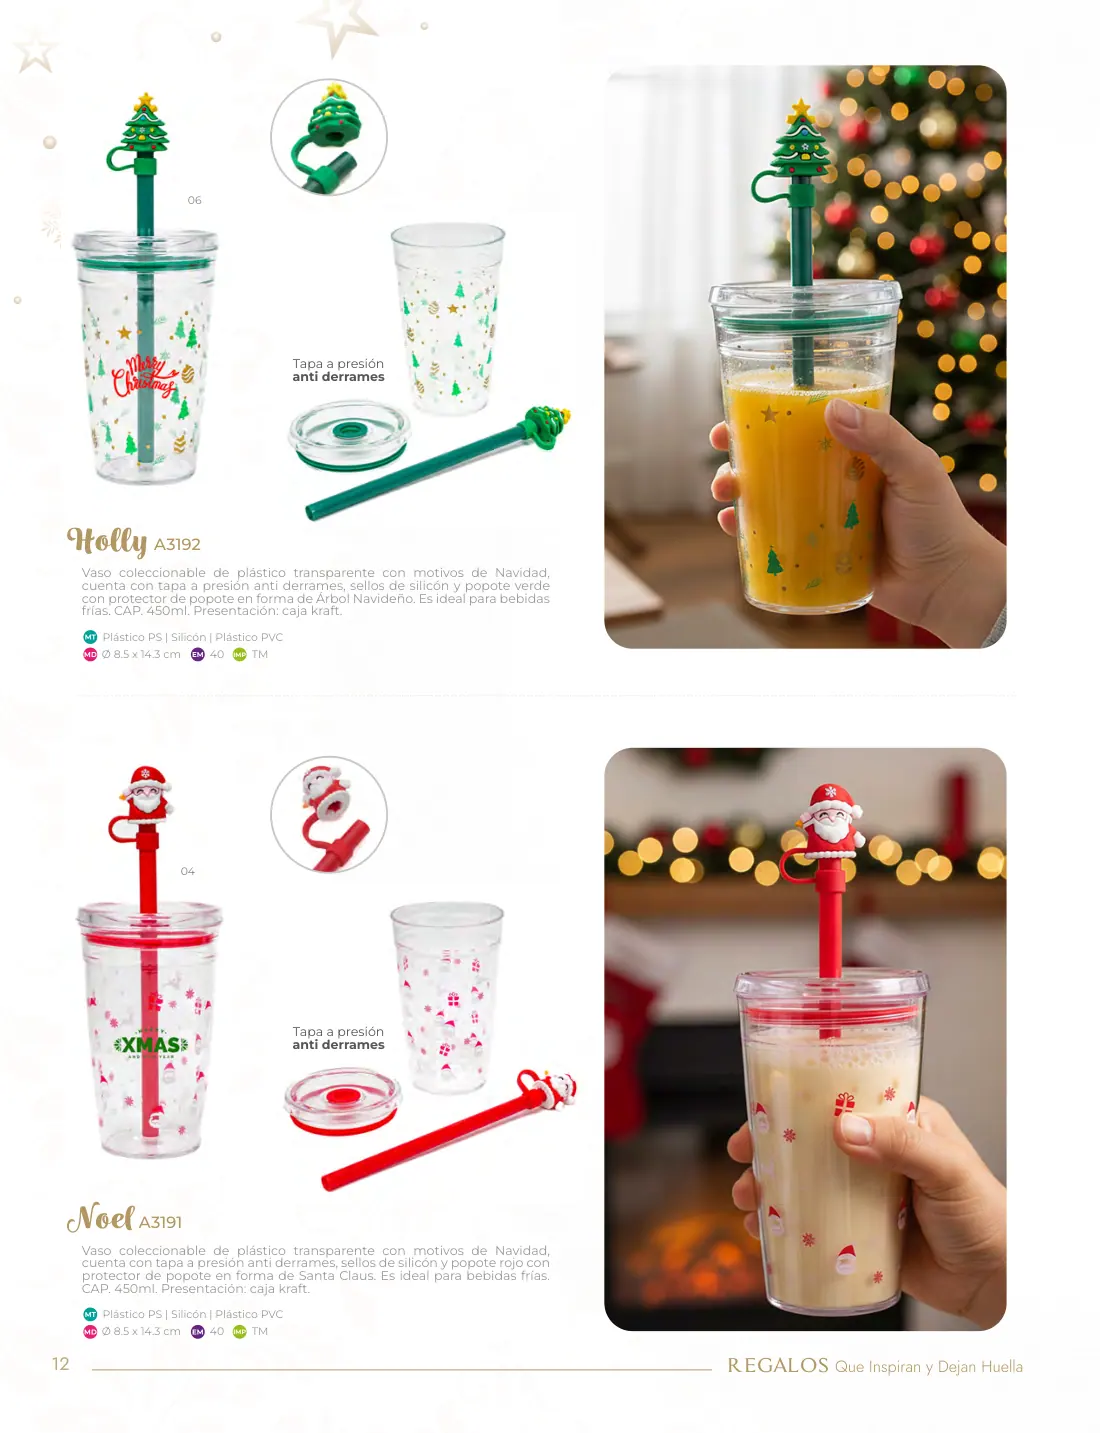 06
Merry
Christmas
Tapa a presión
anti derrames
Holly A3192
Vaso coleccionable de plástico transparente con motivos de Navidad,
cuenta con tapa a presión anti derrames, sellos de silicón y popote verde
con protector de popote en forma de Árbol Navideño. Es ideal para bebidas
frías. CAP. 450ml. Presentación: caja kraft.
MT Plástico PS | Silicón | Plástico PVC
MD Ø 8.5 x 14.3 cm EM 40 IMP TM
04
XMAS
Tapa a presión
anti derrames
Noel A3191
Vaso coleccionable de plástico transparente con motivos de Navidad,
cuenta con tapa a presión anti derrames, sellos de silicón y popote rojo con
protector de popote en forma de Santa Claus. Es ideal para bebidas frías.
CAP. 450ml. Presentación: caja kraft.
MT Plástico PS | Silicón | Plástico PVC
MD Ø 8.5 x 14.3 cm EM 40 IMP TM
12
REGALOS Que Inspiran y Dejan Huella